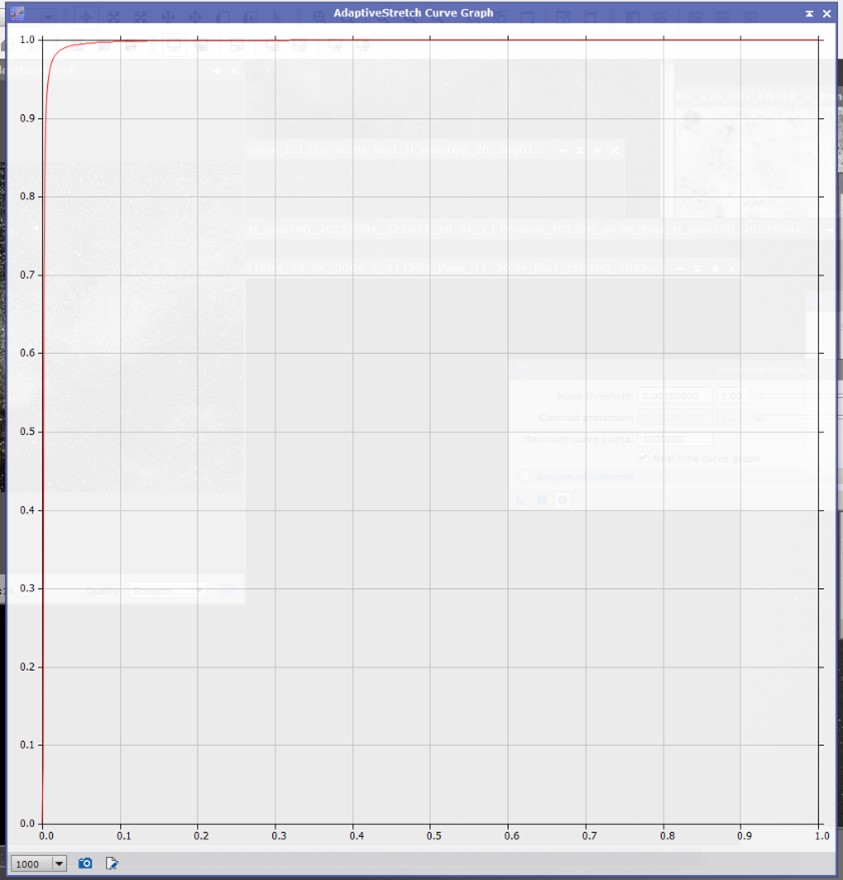 AdaptiveStretch Curve Graph
1.0
0.9
0.8
0.7
0.6
0.5
0.4
0.3
0.2
0.1
0.0
0.0 0.1 0.2 0.3 0.4 0.5 0.6 0.7 0.8 0.9 1.0
AdaptiveStretch
Noise threshold: 0.00100000 1.00
Contrast protection:
Maximum curve points: 1000000
Real-time curve graph
Region of Interest
Quality: Smooth
1000